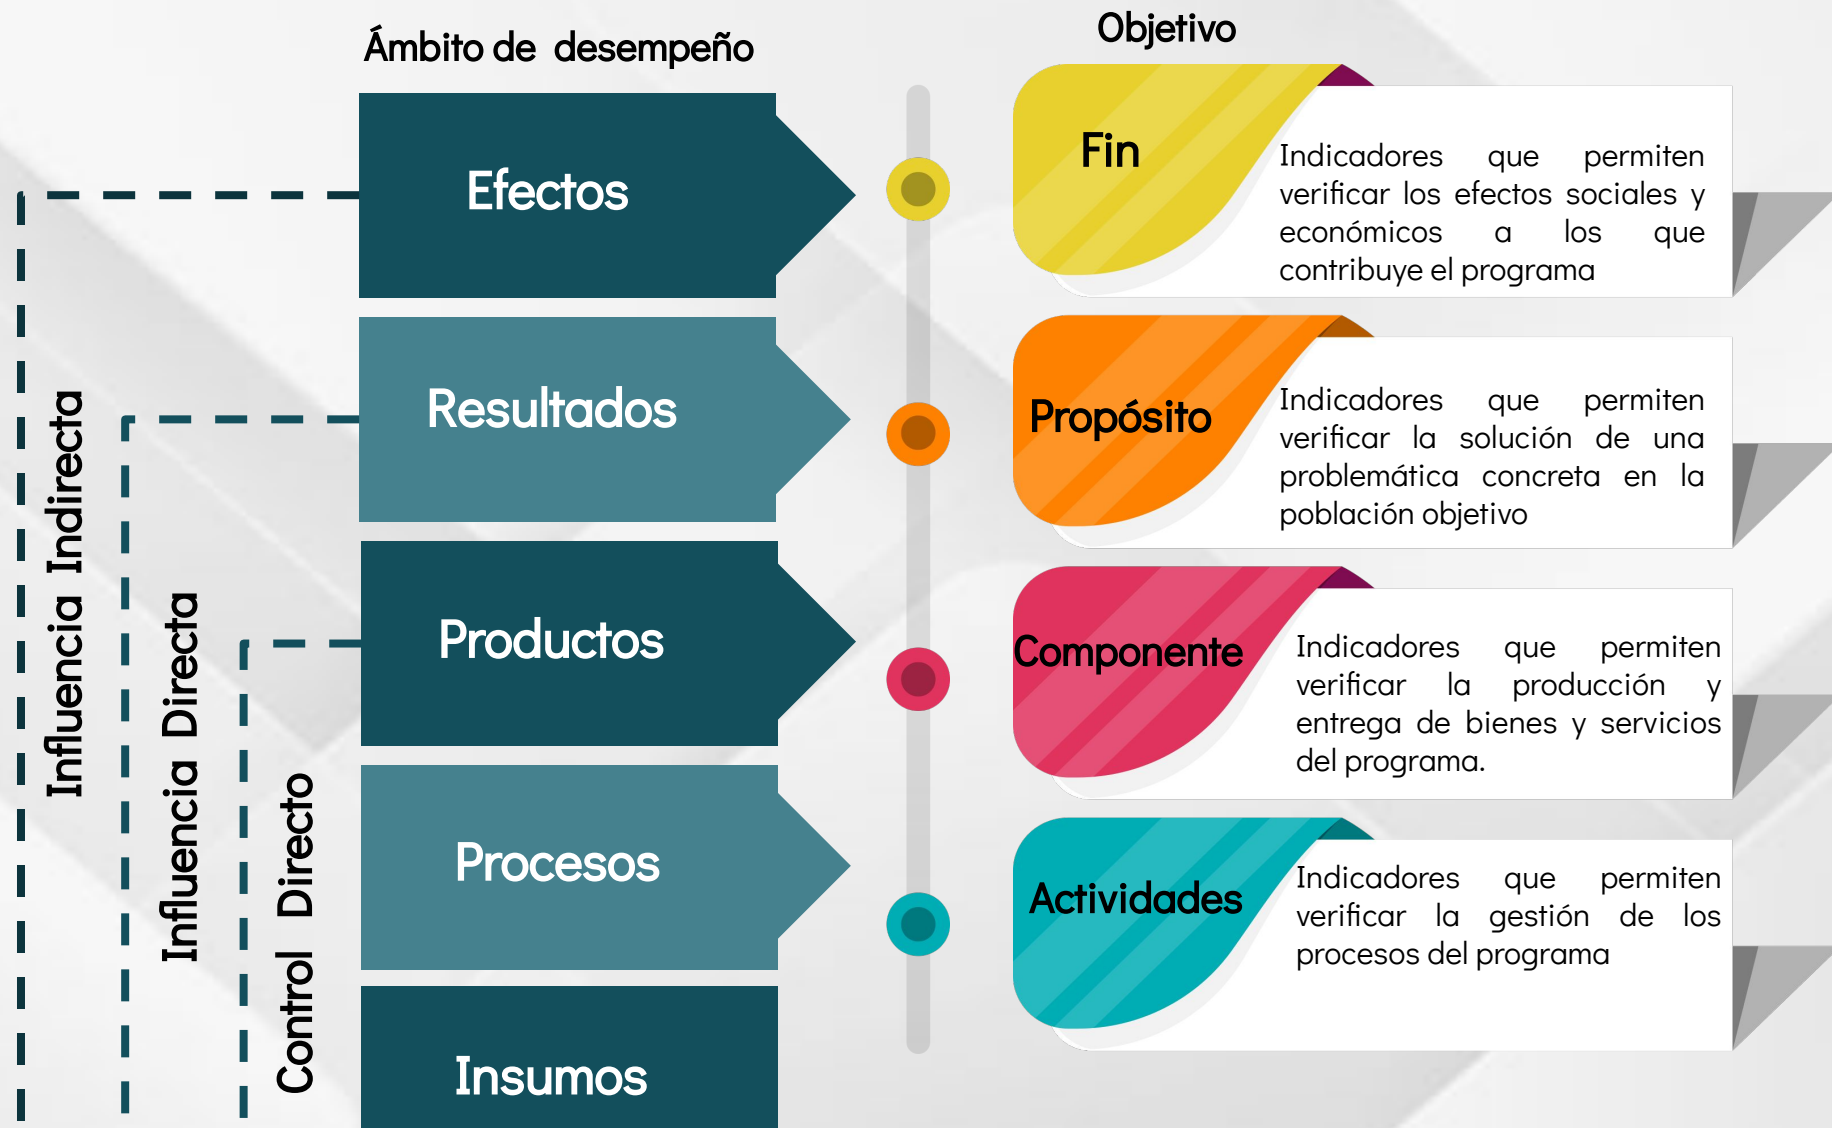 Ámbito de desempeño
Objetivo
Efectos
Fin
Indicadores que permiten
verificar los efectos sociales y
económicos a los que
contribuye el programa
Resultados
Propósito
Indicadores que permiten
verificar la solución de una
problemática concreta en la
población objetivo
Productos
Componente
Indicadores que permiten
verificar la producción y
entrega de bienes y servicios
del programa.
Procesos
Actividades
Indicadores que permiten
verificar la gestión de los
procesos del programa
Insumos
Influencia Indirecta
Influencia Directa
Control Directo